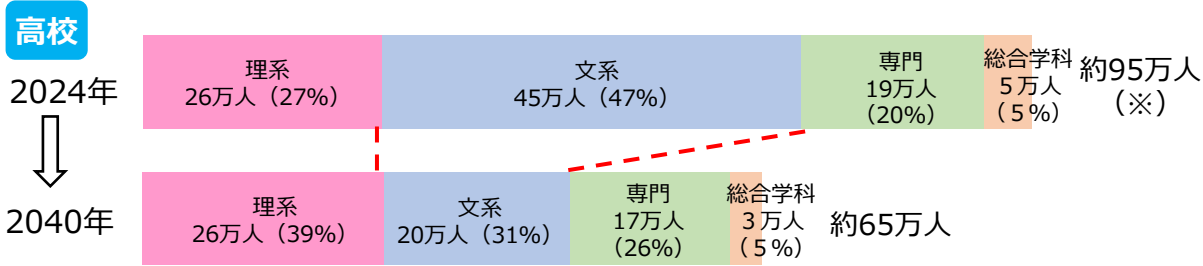 高校
2024年
理系
26万人（27%）
文系
45万人（47%）
専門
19万人
（20%）
総合学科
５万人
（５%）
約95万人
（※）
2040年
理系
26万人（39%）
文系
20万人（31%）
専門
17万人
（26%）
総合学科
３万人
（５%）
約65万人